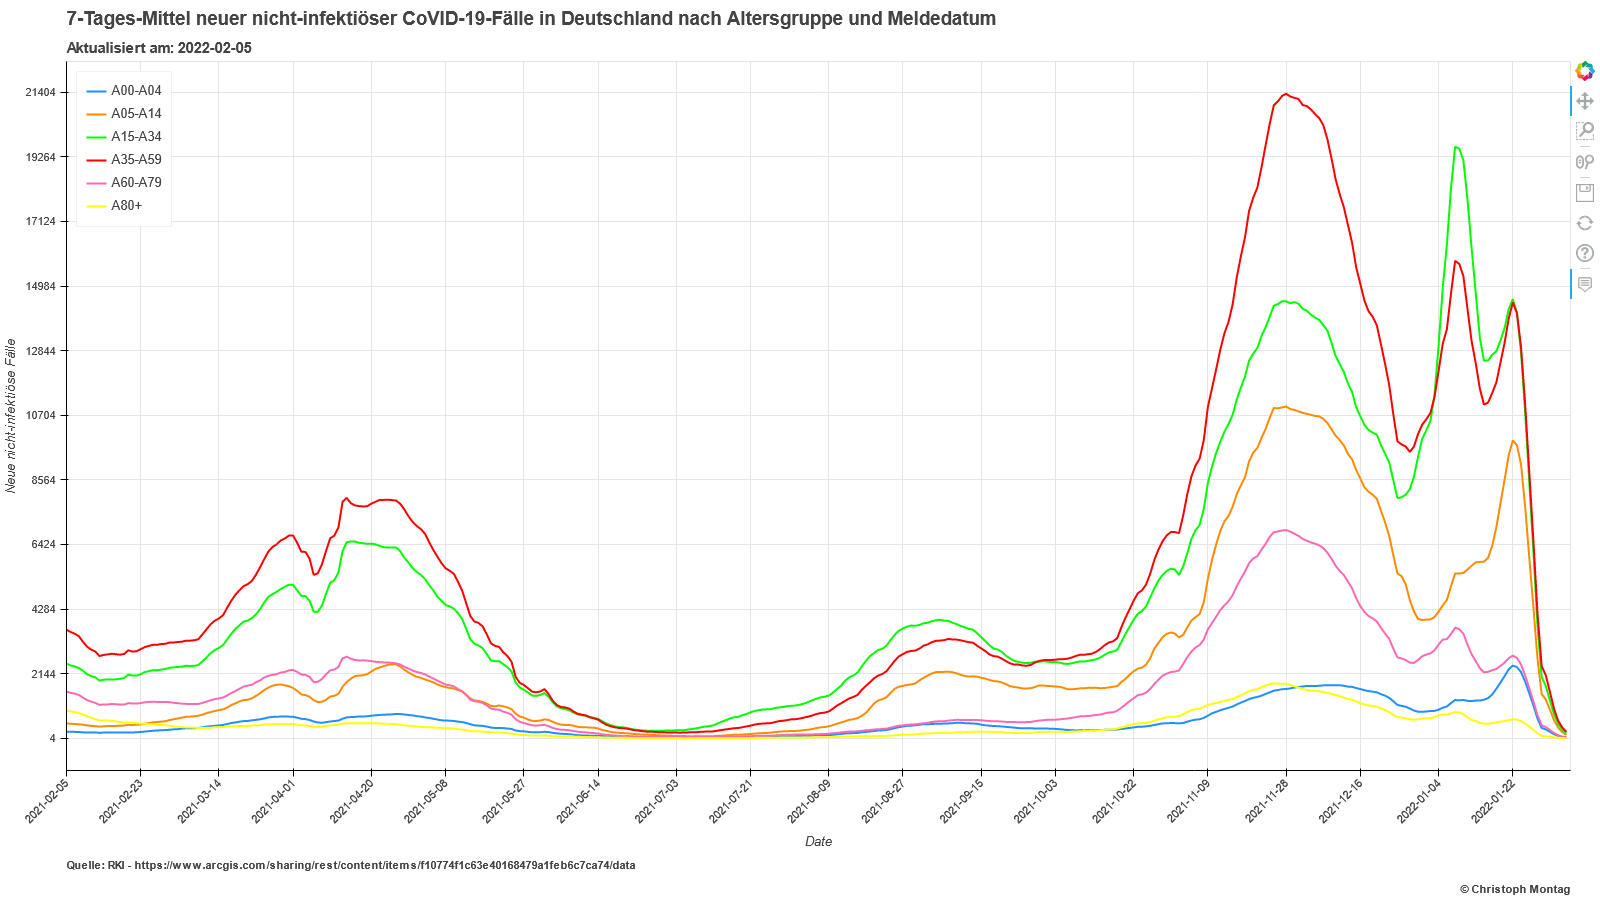 7-Tages-Mittel neuer nicht-infektiöser CoVID-19-Fälle in Deutschland nach Altersgruppe und Meldedatum
Aktualisiert am: 2022-02-05
A00-A04
A05-A14
A15-A34
A35-A59
A60-A79
A80+
21404
19264
17124
14984
12844
10704
8564
6424
4284
2144
4
Neue nicht-infektiöse Fälle
2021-02-05
2021-02-23
2021-03-14
2021-04-01
2021-04-20
2021-05-08
2021-05-27
2021-06-14
2021-07-03
2021-07-21
2021-08-09
2021-08-27
2021-09-15
2021-10-03
2021-10-22
2021-11-09
2021-11-28
2021-12-16
2022-01-04
2022-01-22
Date
Quelle: RKI - https://www.arcgis.com/sharing/rest/content/items/f10774f1c63e40168479a1feb6c7ca74/data
© Christoph Montag